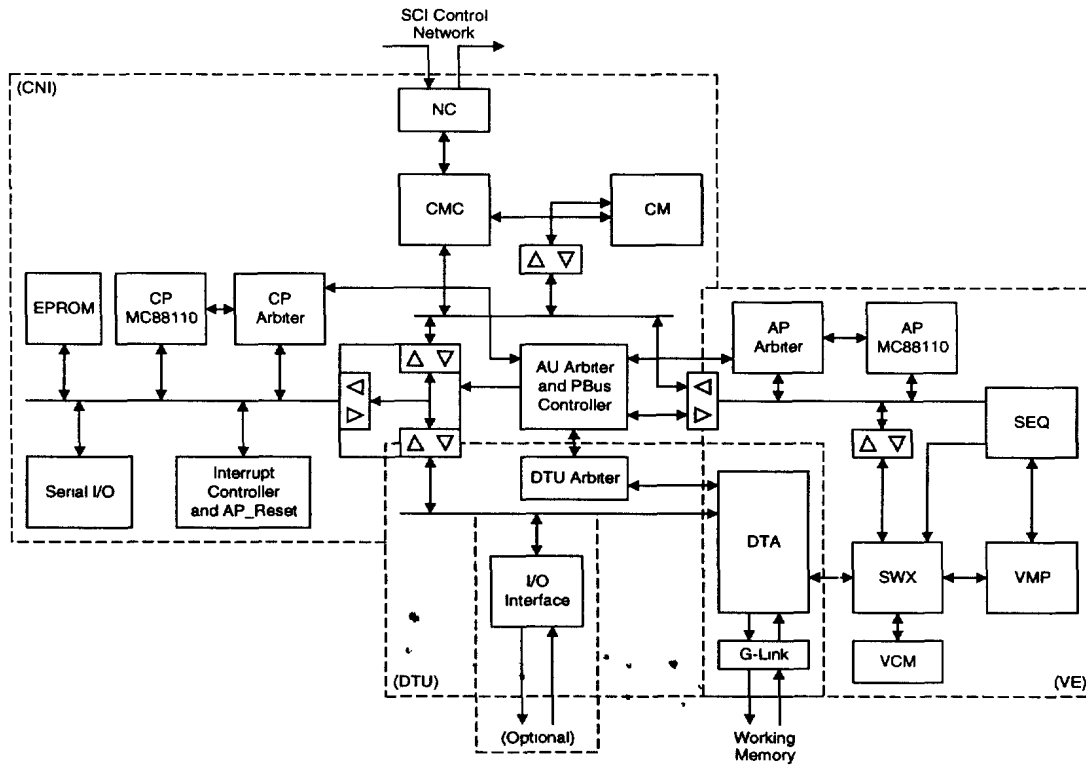 SCI Control
Network
(CNI)
NC
CMC
CM
EPROM
CP
MC88110
CP
Arbiter
AP
Arbiter
AP
MC88110
AU Arbiter
and PBus
Controller
SEQ
Serial I/O
Interrupt
Controller
and AP_Reset
DTU Arbiter
DTA
I/O
Interface
SWX
VMP
G-Link
VCM
(DTU)
(VE)
(Optional)
Working
Memory